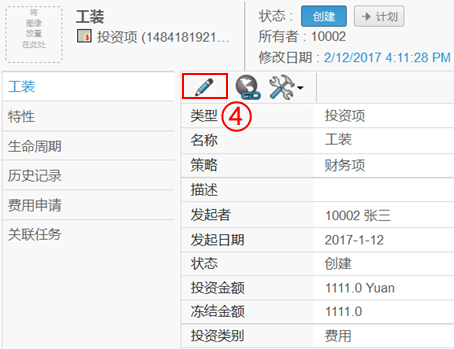 将
图像
放置
在此处
工装
投资项 (1484181921...
状态 : 创建 计划
所有者 : 10002
修改日期 : 2/12/2017 4:11:28 PM
工装
特性
生命周期
历史记录
费用申请
关联任务
④
类型 投资项
名称 工装
策略 财务项
描述
发起者 10002 张三
发起日期 2017-1-12
状态 创建
投资金额 1111.0 Yuan
冻结金额 1111.0
投资类别 费用